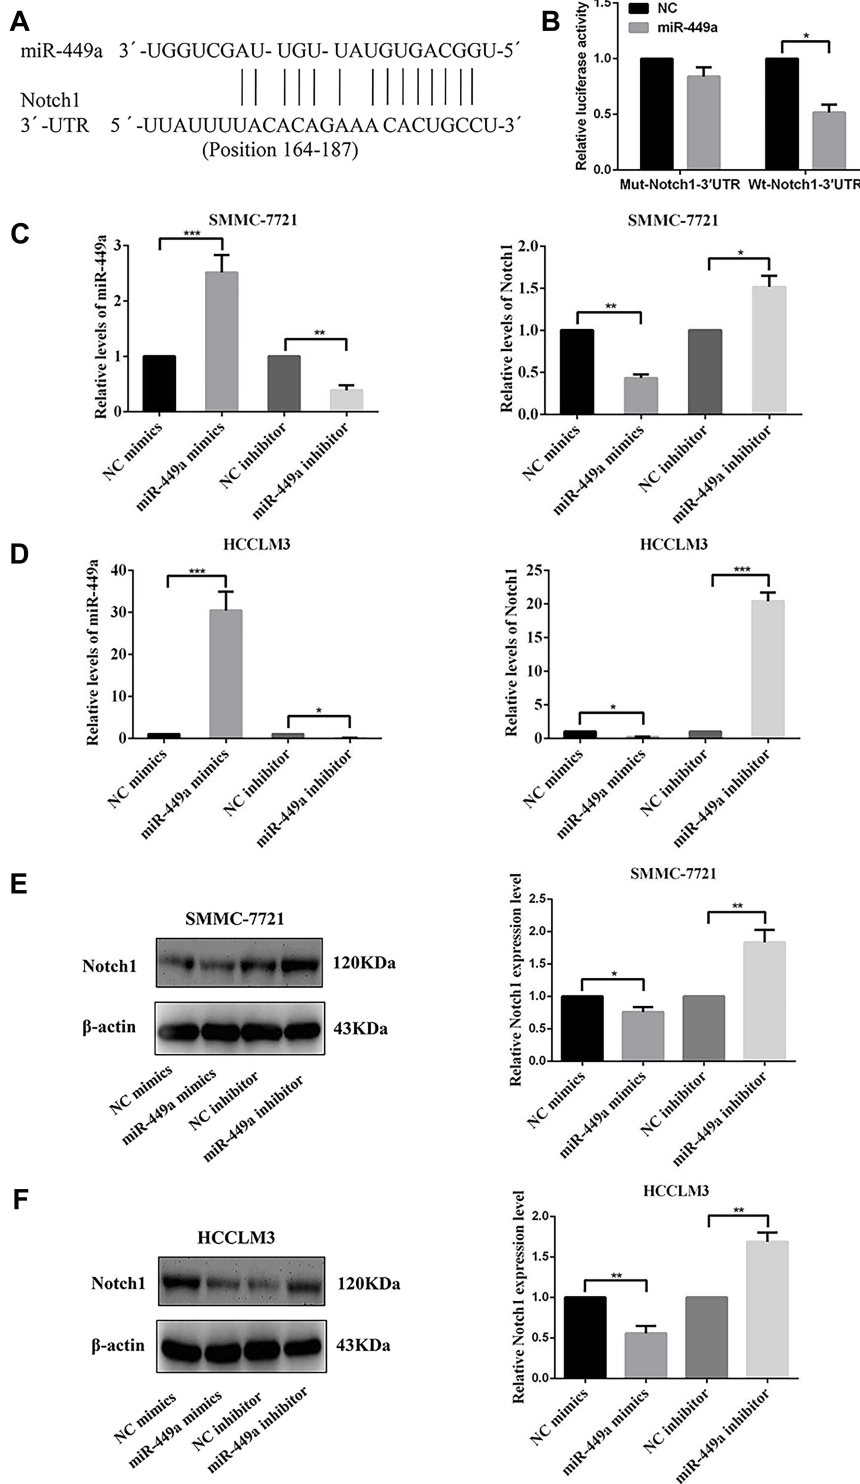 A
miR-449a 3´-UGGUCGAU- UGU- UAUGUGACGGU-5´
Notch1
3´-UTR 5´-UUAUUUUACACAGAAA CACUGCCU-3´
(Position 164-187)
B
NC
miR-449a
Relative luciferase activity
1.5
1.0
0.5
0.0
*
Mut-Notch1-3′UTR Wt-Notch1-3′UTR
C
SMMC-7721
Relative levels of miR-449a
3
2
1
0
***
**
NC mimics
miR-449a mimics
NC inhibitor
miR-449a inhibitor
SMMC-7721
Relative levels of Notch1
2.0
1.5
1.0
0.5
0.0
**
*
NC mimics
miR-449a mimics
NC inhibitor
miR-449a inhibitor
D
HCCLM3
Relative levels of miR-449a
40
30
20
10
0
***
*
NC mimics
miR-449a mimics
NC inhibitor
miR-449a inhibitor
HCCLM3
Relative levels of Notch1
25
20
15
10
5
0
*
***
NC mimics
miR-449a mimics
NC inhibitor
miR-449a inhibitor
E
SMMC-7721
Notch1 120KDa
β-actin 43KDa
NC mimics
miR-449a mimics
NC inhibitor
miR-449a inhibitor
SMMC-7721
Relative Notch1 expression level
2.5
2.0
1.5
1.0
0.5
0.0
*
**
NC mimics
miR-449a mimics
NC inhibitor
miR-449a inhibitor
F
HCCLM3
Notch1 120KDa
β-actin 43KDa
NC mimics
miR-449a mimics
NC inhibitor
miR-449a inhibitor
HCCLM3
Relative Notch1 expression level
2.0
1.5
1.0
0.5
0.0
**
**
NC mimics
miR-449a mimics
NC inhibitor
miR-449a inhibitor